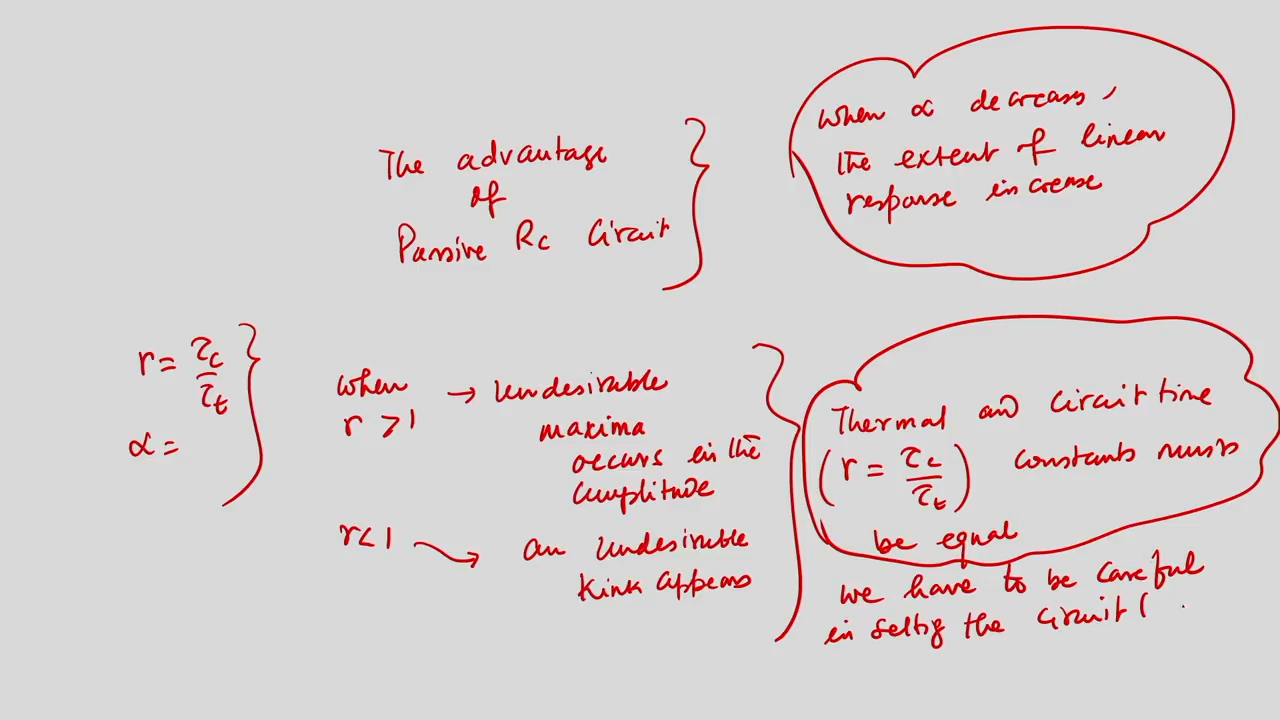 The advantage
of
Passive Rc Circuit
when α decreases,
the extent of linear
response increase
r = τc/τt
α =
when
r > 1 → undesirable
maxima
occurs in the
amplitude
r < 1 → an undesirable
Kink appears
Thermal and circuit time
(r = τc/τt) constants must
be equal
we have to be careful
in setting the circuit (